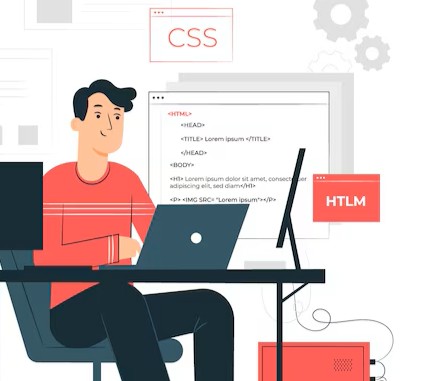 CSS
<HTML>
<HEAD>
<TITLE> Lorem ipsum </TITLE>
</HEAD>
<BODY>
<H1> Lorem ipsum dolor sit amet, consectetuer
adipiscing elit, sed diam</H1>
<P> <IMG SRC= "Lorem ipsum"></P>
HTLM